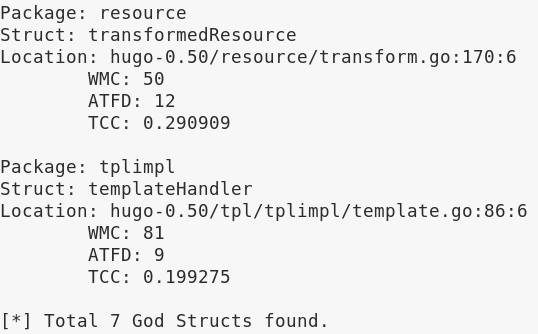 Package: resource
Struct: transformedResource
Location: hugo-0.50/resource/transform.go:170:6
WMC: 50
ATFD: 12
TCC: 0.290909
Package: tplimpl
Struct: templateHandler
Location: hugo-0.50/tpl/tplimpl/template.go:86:6
WMC: 81
ATFD: 9
TCC: 0.199275
[*] Total 7 God Structs found.